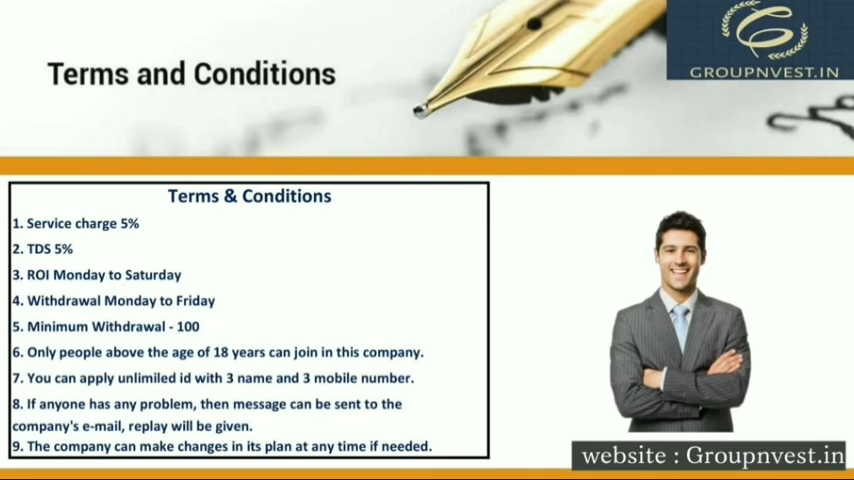 GROUPNVEST.IN
Terms and Conditions
Terms & Conditions
1. Service charge 5%
2. TDS 5%
3. ROI Monday to Saturday
4. Withdrawal Monday to Friday
5. Minimum Withdrawal - 100
6. Only people above the age of 18 years can join in this company.
7. You can apply unlimiled id with 3 name and 3 mobile number.
8. If anyone has any problem, then message can be sent to the
company's e-mail, replay will be given.
9. The company can make changes in its plan at any time if needed.
website : Groupnvest.in